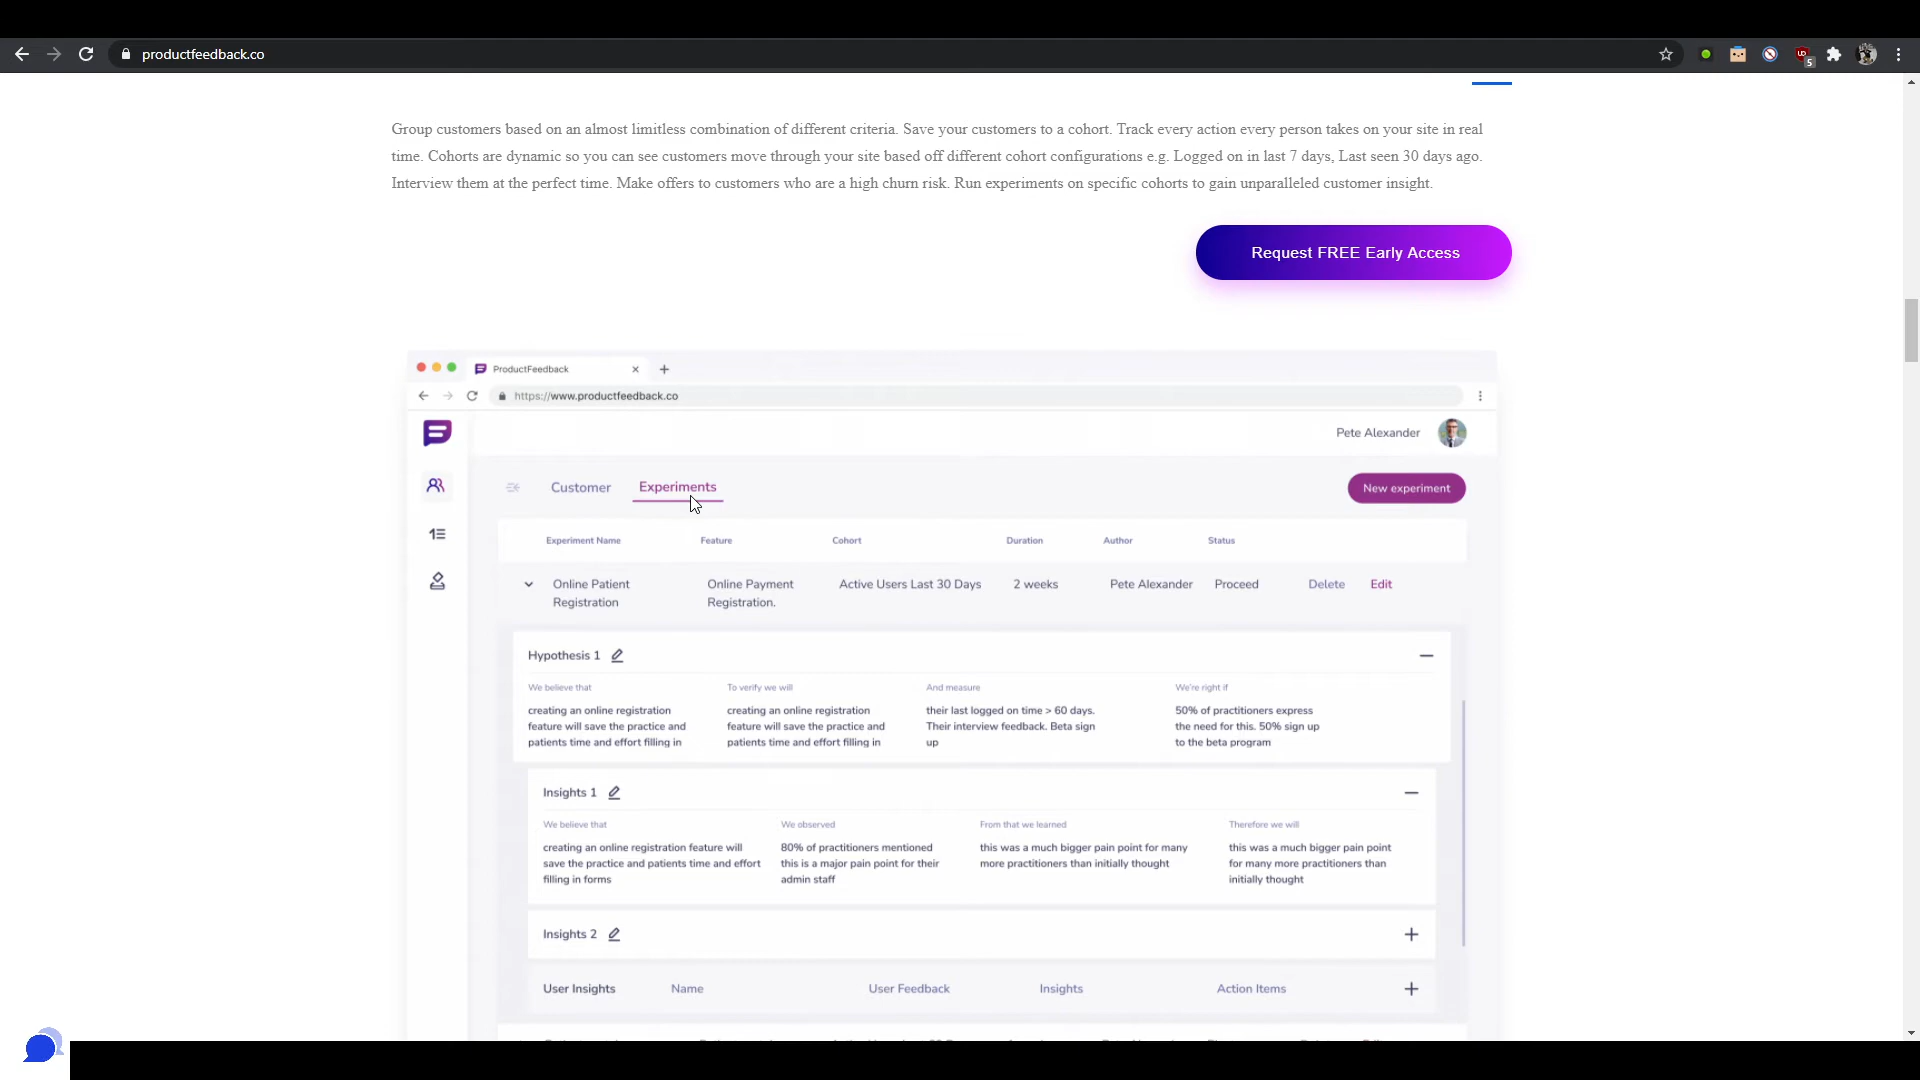 productfeedback.co
5
Group customers based on an almost limitless combination of different criteria. Save your customers to a cohort. Track every action every person takes on your site in real
time. Cohorts are dynamic so you can see customers move through your site based off different cohort configurations e.g. Logged on in last 7 days, Last seen 30 days ago.
Interview them at the perfect time. Make offers to customers who are a high churn risk. Run experiments on specific cohorts to gain unparalleled customer insight.
Request FREE Early Access
ProductFeedback
https://www.productfeedback.co
Pete Alexander
Customer Experiments New experiment
Experiment Name Feature Cohort Duration Author Status
Online Patient Online Payment Active Users Last 30 Days 2 weeks Pete Alexander Proceed Delete Edit
Registration Registration.
Hypothesis 1
We believe that To verify we will And measure We're right if
creating an online registration creating an online registration their last logged on time > 60 days. 50% of practitioners express
feature will save the practice and feature will save the practice and Their interview feedback. Beta sign the need for this. 50% sign up
patients time and effort filling in patients time and effort filling in up to the beta program
Insights 1
We believe that We observed From that we learned Therefore we will
creating an online registration feature will 80% of practitioners mentioned this was a much bigger pain point for many this was a much bigger pain point
save the practice and patients time and effort this is a major pain point for their more practitioners than initially thought for many more practitioners than
filling in forms admin staff initially thought
Insights 2
User Insights Name User Feedback Insights Action Items